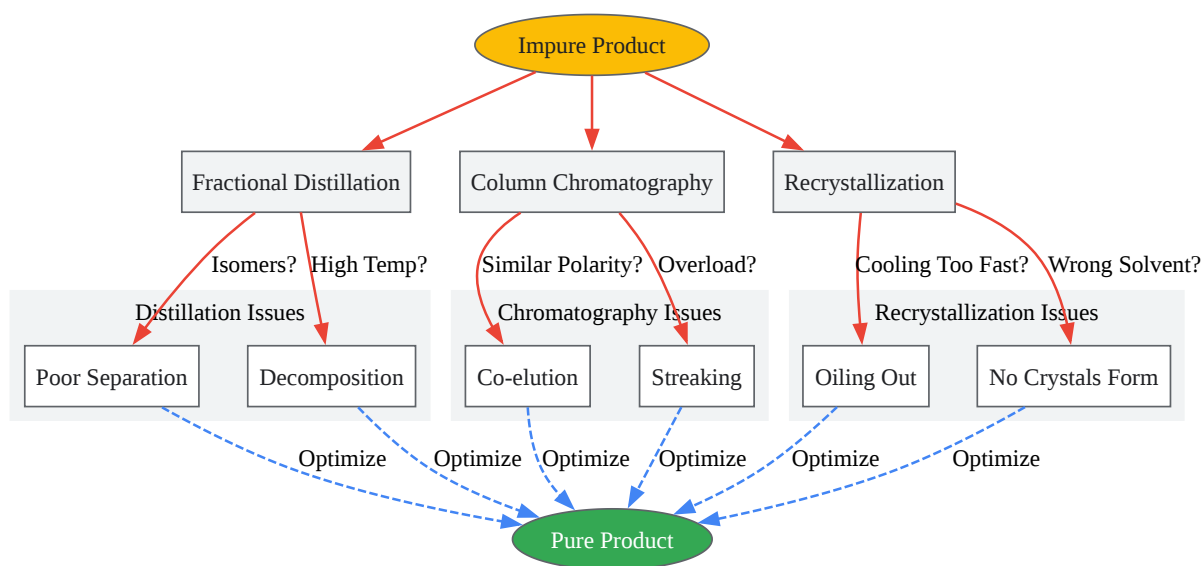 Impure Product
Fractional Distillation
Column Chromatography
Recrystallization
Isomers?
High Temp?
Similar Polarity?
Overload?
Cooling Too Fast?
Wrong Solvent?
Distillation Issues
Chromatography Issues
Recrystallization Issues
Poor Separation
Decomposition
Co-elution
Streaking
Oiling Out
No Crystals Form
Optimize
Optimize
Optimize
Optimize
Optimize
Optimize
Pure Product